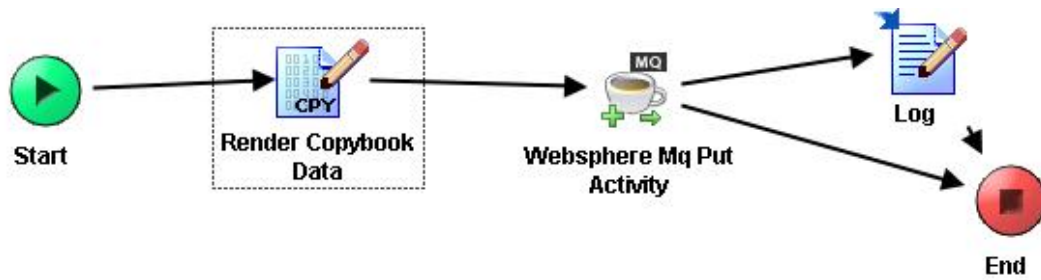 MQ
CPY
Log
Start
Render Copybook
Data
Websphere Mq Put
Activity
End